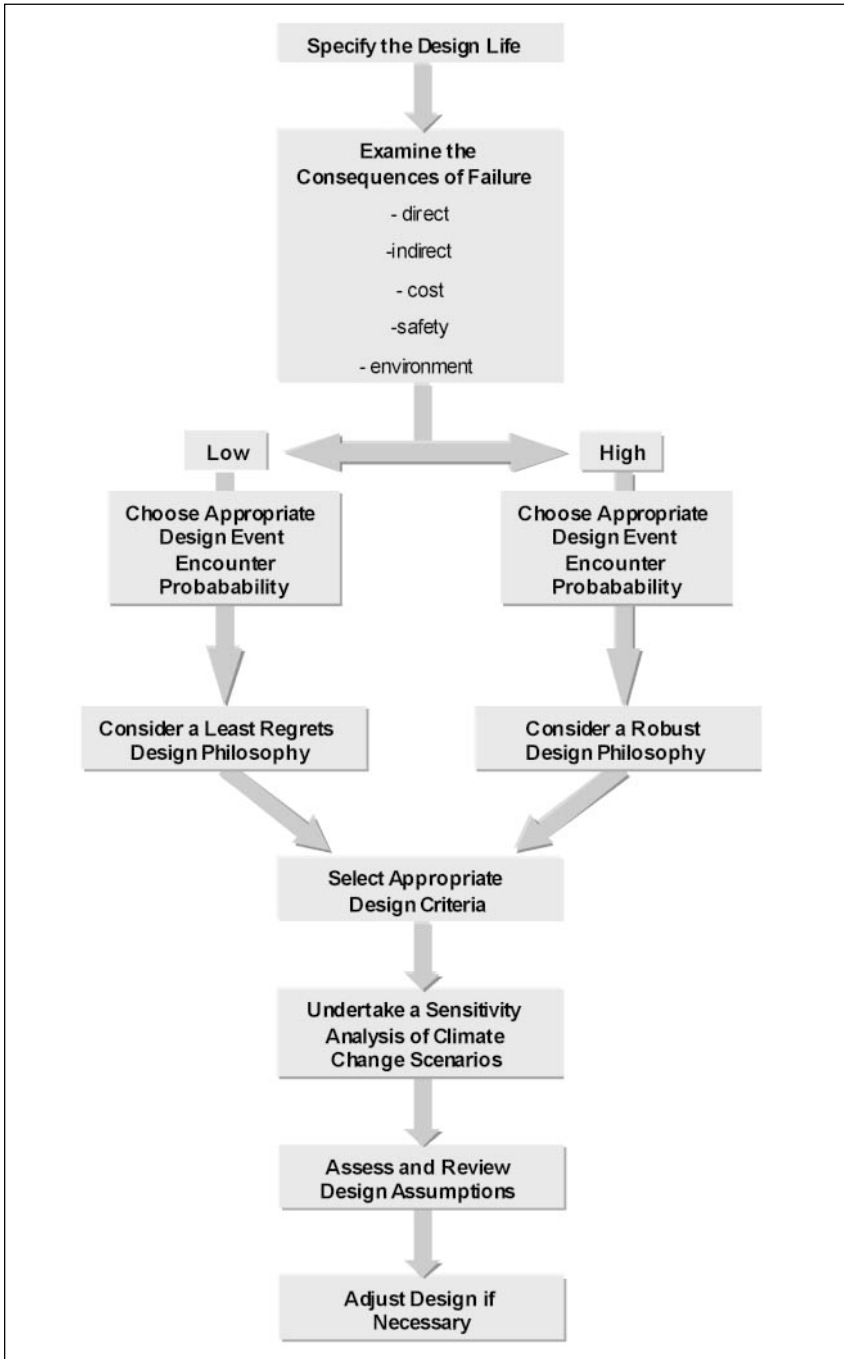 Specify the Design Life
Examine the
Consequences of Failure
- direct
-indirect
- cost
-safety
- environment
Low
High
Choose Appropriate
Design Event
Encounter
Probabability
Choose Appropriate
Design Event
Encounter
Probabability
Consider a Least Regrets
Design Philosophy
Consider a Robust
Design Philosophy
Select Appropriate
Design Criteria
Undertake a Sensitivity
Analysis of Climate
Change Scenarios
Assess and Review
Design Assumptions
Adjust Design if
Necessary